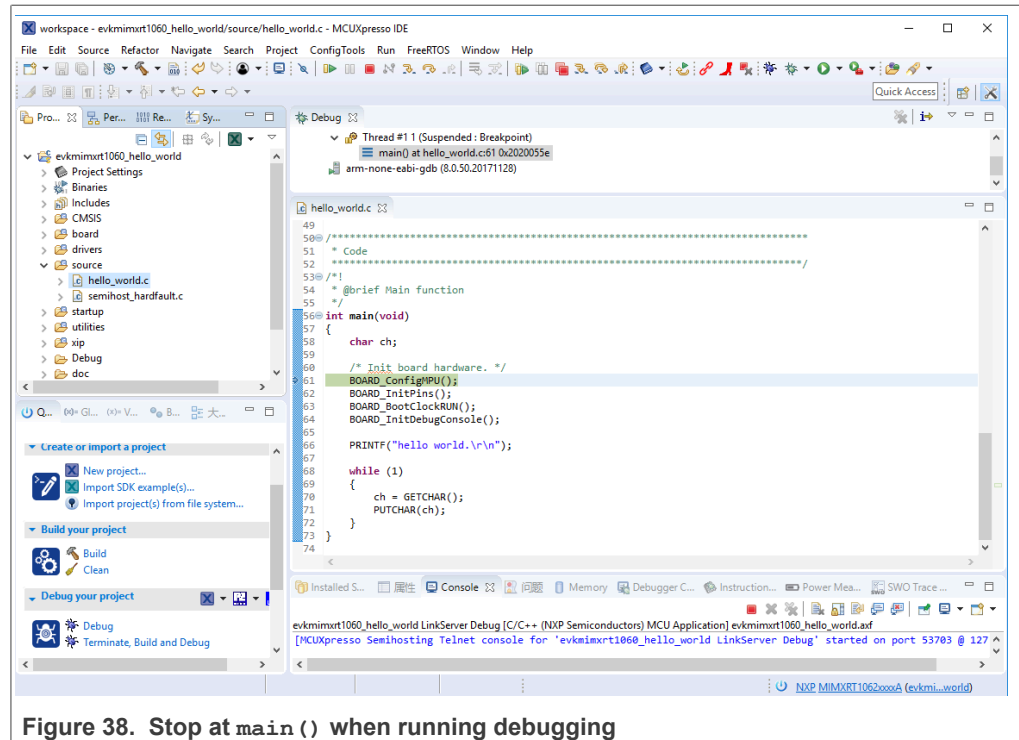 workspace - evkmimxrt1060_hello_world/source/hello_world.c - MCUXpresso IDE
File Edit Source Refactor Navigate Search Project ConfigTools Run FreeRTOS Window Help
Quick Access
Pro... Per... Re... Sy...
evkmimxrt1060_hello_world
Project Settings
Binaries
Includes
CMSIS
board
drivers
source
hello_world.c
semihost_hardfault.c
startup
utilities
xip
Debug
doc
Debug
Thread #1 1 (Suspended : Breakpoint)
main() at hello_world.c:61 0x2020055e
arm-none-eabi-gdb (8.0.50.20171128)
hello_world.c
49
50 /*******************************************************************************
51 * Code
52 ******************************************************************************/
53 /*!
54 * @brief Main function
55 */
56 int main(void)
57 {
58 char ch;
59
60 /* Init board hardware. */
61 BOARD_ConfigMPU();
62 BOARD_InitPins();
63 BOARD_BootClockRUN();
64 BOARD_InitDebugConsole();
65
66 PRINTF("hello world.\r\n");
67
68 while (1)
69 {
70 ch = GETCHAR();
71 PUTCHAR(ch);
72 }
73 }
74
Q... (x)= Gl... (x)= V... B... 大...
Create or import a project
New project...
Import SDK example(s)...
Import project(s) from file system...
Build your project
Build
Clean
Debug your project
Debug
Terminate, Build and Debug
Installed S... 属性 Console 问题 Memory Debugger C... Instruction... Power Mea... SWO Trace ...
evkmimxrt1060_hello_world LinkServer Debug [C/C++ (NXP Semiconductors) MCU Application] evkmimxrt1060_hello_world.axf
[MCUXpresso Semihosting Telnet console for 'evkmimxrt1060_hello_world LinkServer Debug' started on port 53703 @ 127
NXP MIMXRT1062xxxxA (evkmi...world)
Figure 38. Stop at main() when running debugging